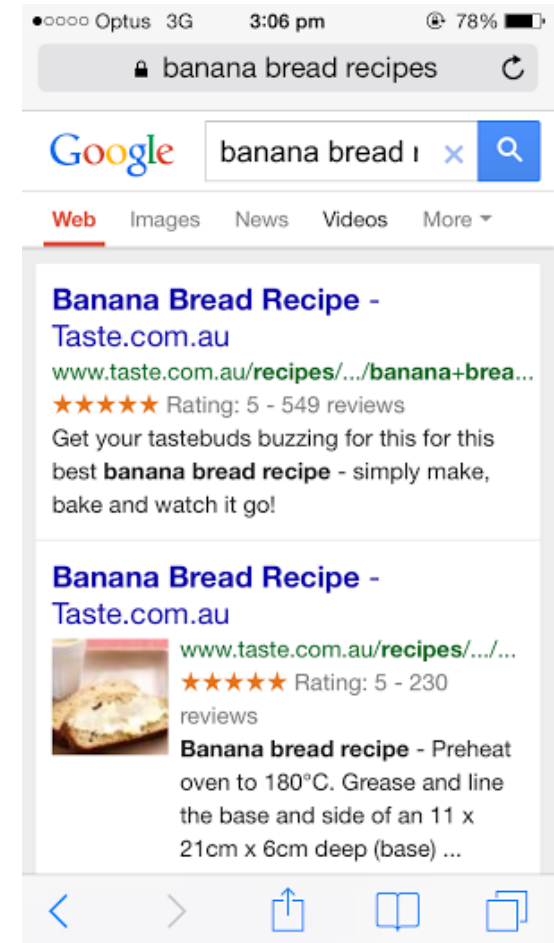 Optus 3G 3:06 pm 78%
banana bread recipes
Google banana bread
Web Images News Videos More
Banana Bread Recipe -
Taste.com.au
www.taste.com.au/recipes/.../banana+brea...
Rating: 5 - 549 reviews
Get your tastebuds buzzing for this for this
best banana bread recipe - simply make,
bake and watch it go!
Banana Bread Recipe -
Taste.com.au
www.taste.com.au/recipes/.../...
Rating: 5 - 230
reviews
Banana bread recipe - Preheat
oven to 180°C. Grease and line
the base and side of an 11 x
21cm x 6cm deep (base) ...